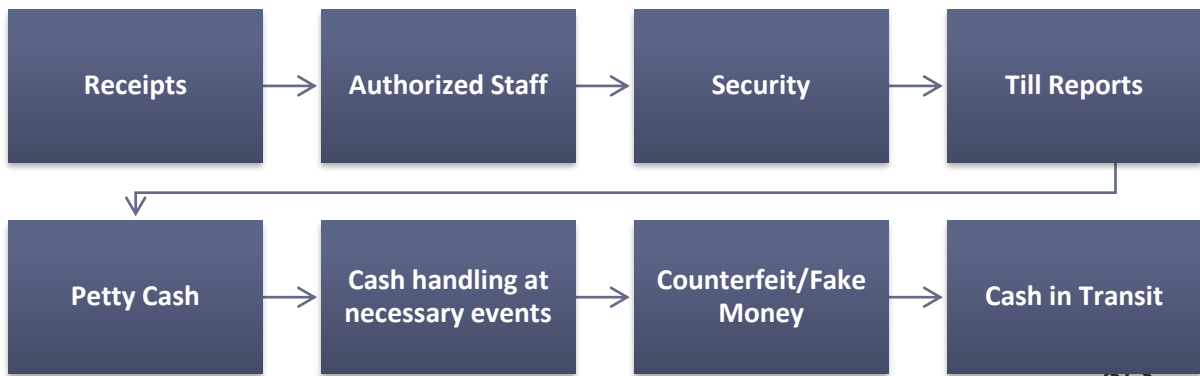 Receipts
Authorized Staff
Security
Till Reports
Petty Cash
Cash handling at
necessary events
Counterfeit/Fake
Money
Cash in Transit